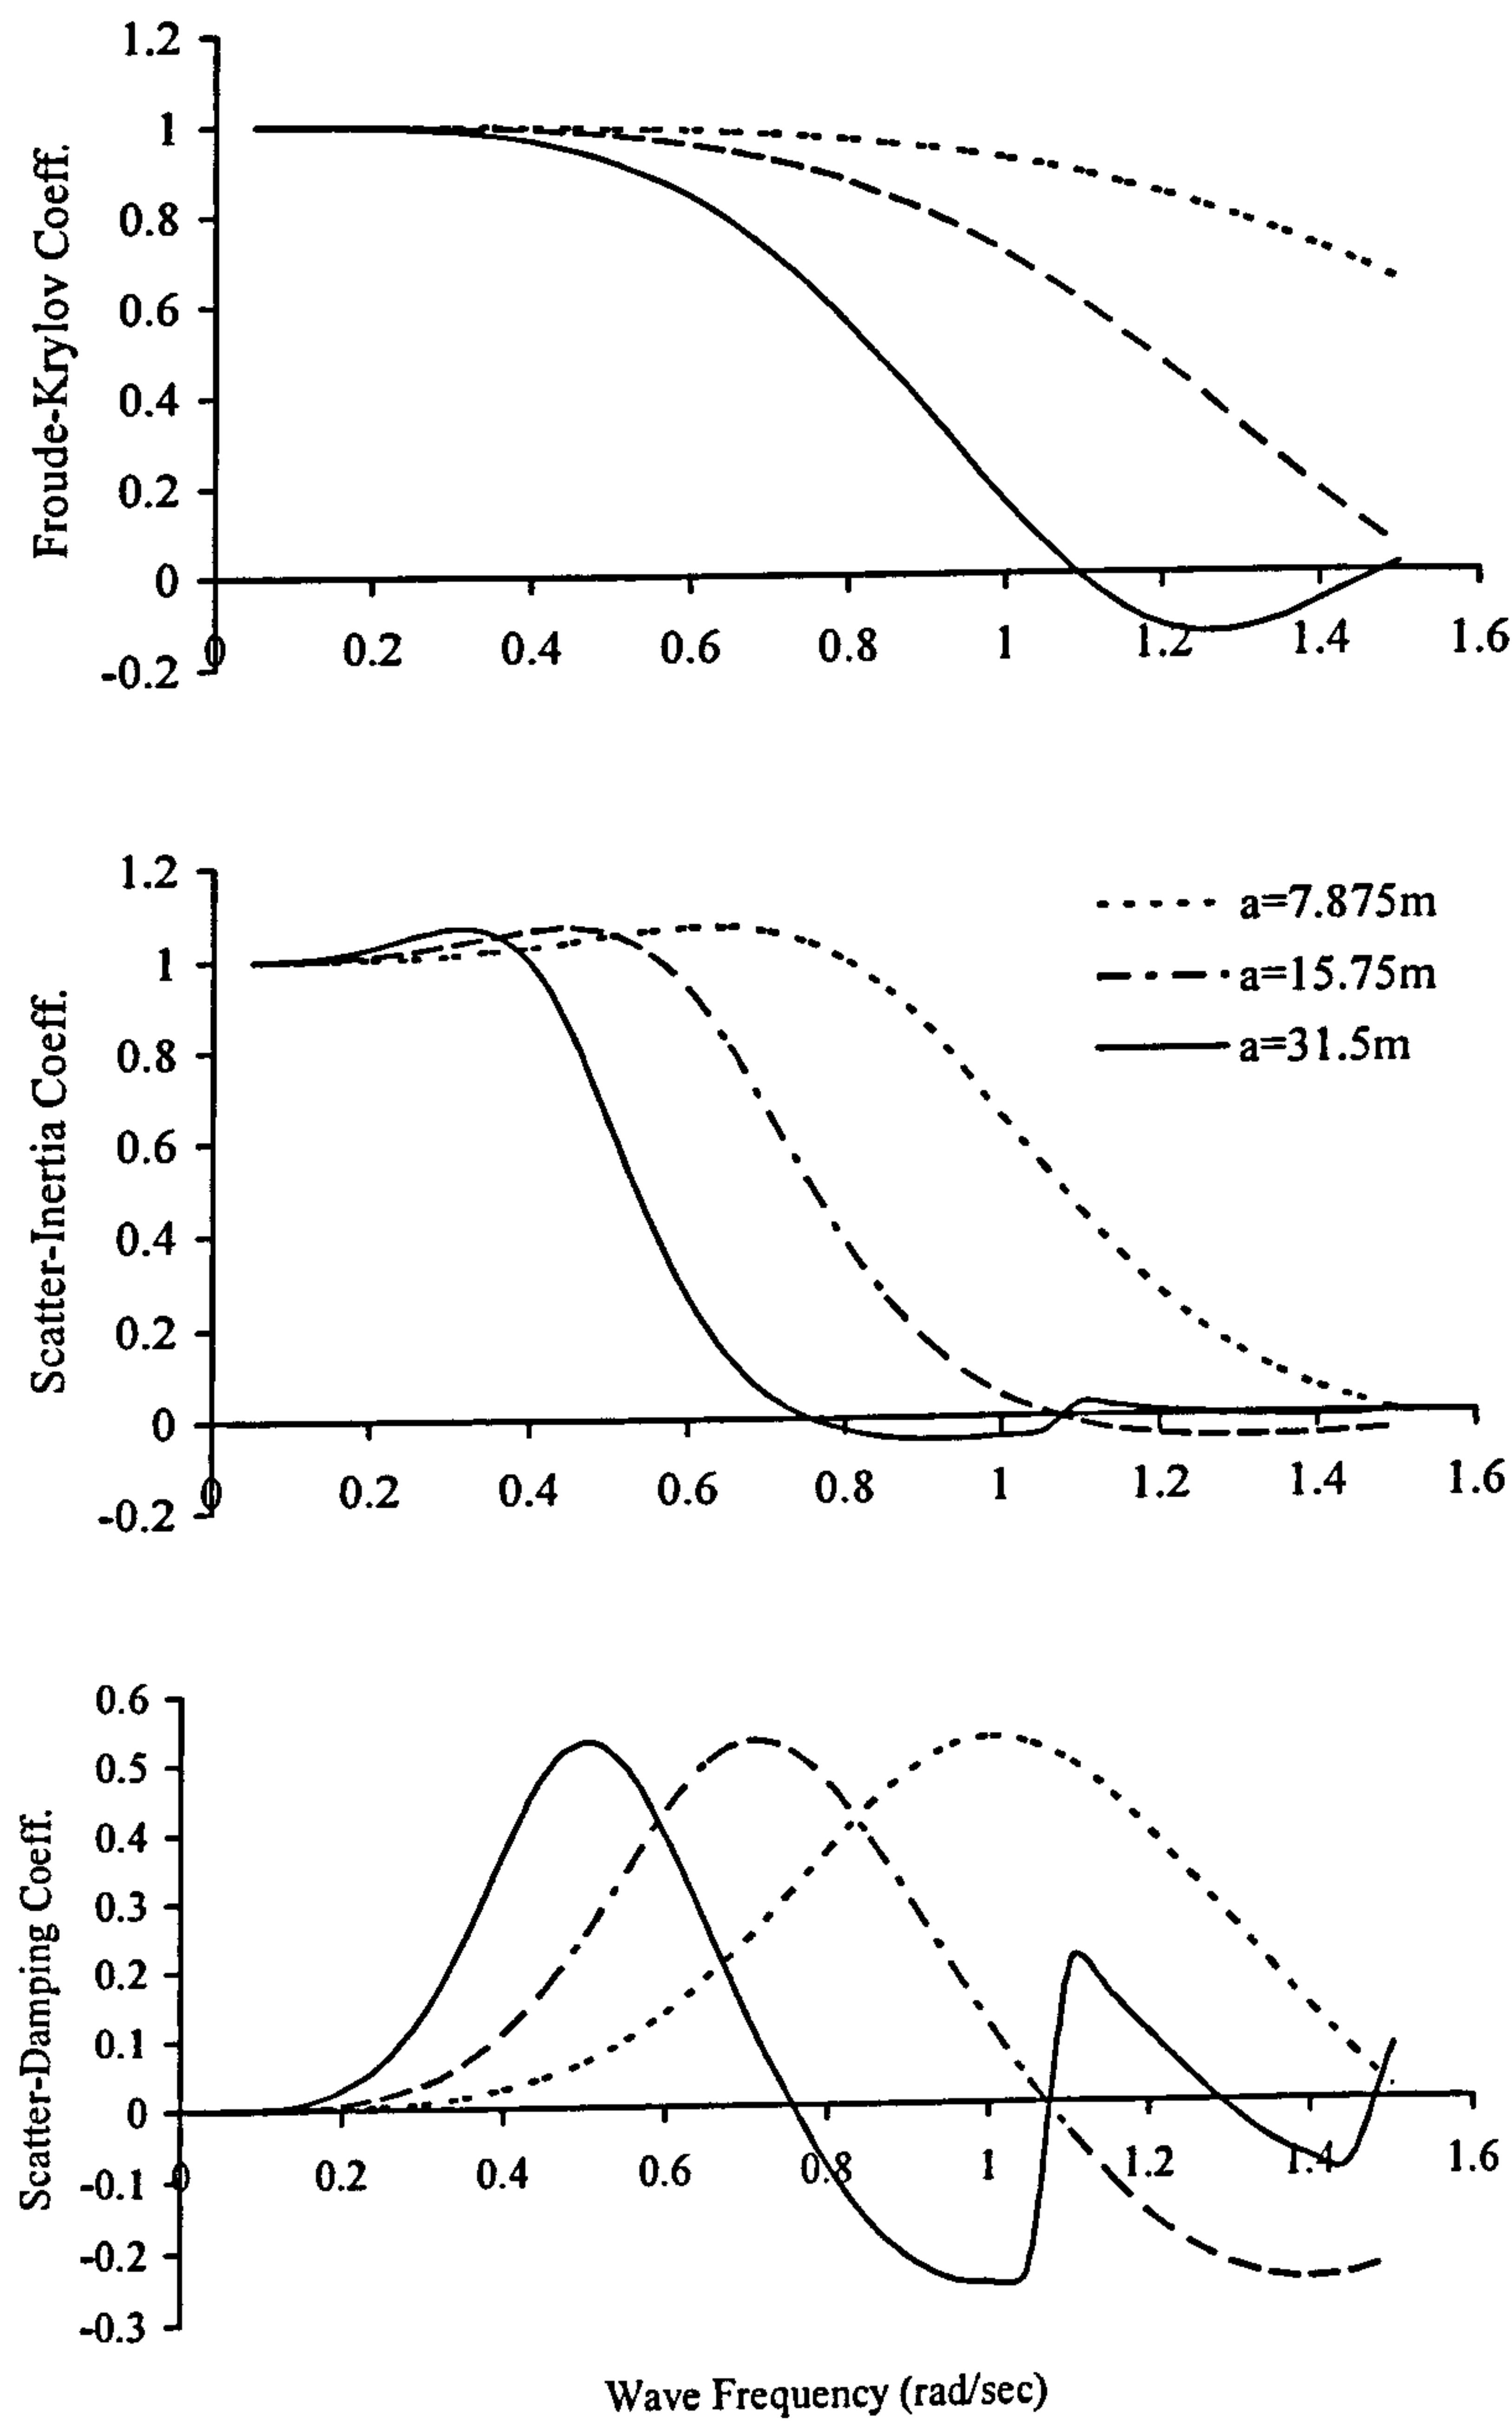 1.2
1
0.8
0.6
0.4
0.2
0
-0.2
Froude-Krylov Coeff.
0 0.2 0.4 0.6 0.8 1 1.2 1.4 1.6
1.2
1
0.8
0.6
0.4
0.2
0
-0.2
Scatter-Inertia Coeff.
a=7.875m
a=15.75m
a=31.5m
0 0.2 0.4 0.6 0.8 1 1.2 1.4 1.6
0.6
0.5
0.4
0.3
0.2
0.1
0
-0.1
-0.2
-0.3
Scatter-Damping Coeff.
0 0.2 0.4 0.6 0.8 1 1.2 1.4 1.6
Wave Frequency (rad/sec)